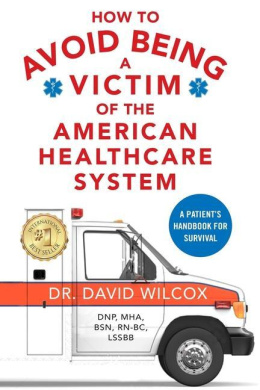 HOW TO
AVOID BEING
A
VICTIM
OF THE
AMERICAN
HEALTHCARE
SYSTEM
INTERNATIONAL
#1
BEST SELLER
A PATIENT'S
HANDBOOK FOR
SURVIVAL
DR. DAVID WILCOX
DNP, MHA,
BSN, RN-BC,
LSSBB